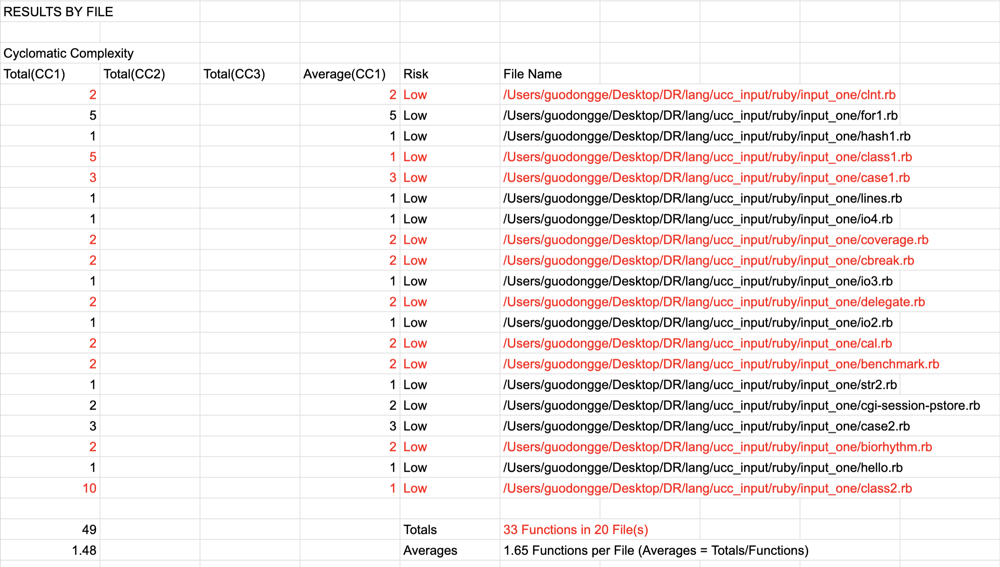 RESULTS BY FILE
Cyclomatic Complexity
Total(CC1) Total(CC2) Total(CC3) Average(CC1) Risk File Name
2 2 Low /Users/guodongge/Desktop/DR/lang/ucc_input/ruby/input_one/clnt.rb
5 5 Low /Users/guodongge/Desktop/DR/lang/ucc_input/ruby/input_one/for1.rb
1 1 Low /Users/guodongge/Desktop/DR/lang/ucc_input/ruby/input_one/hash1.rb
5 1 Low /Users/guodongge/Desktop/DR/lang/ucc_input/ruby/input_one/class1.rb
3 3 Low /Users/guodongge/Desktop/DR/lang/ucc_input/ruby/input_one/case1.rb
1 1 Low /Users/guodongge/Desktop/DR/lang/ucc_input/ruby/input_one/lines.rb
1 1 Low /Users/guodongge/Desktop/DR/lang/ucc_input/ruby/input_one/io4.rb
2 2 Low /Users/guodongge/Desktop/DR/lang/ucc_input/ruby/input_one/coverage.rb
2 2 Low /Users/guodongge/Desktop/DR/lang/ucc_input/ruby/input_one/cbreak.rb
1 1 Low /Users/guodongge/Desktop/DR/lang/ucc_input/ruby/input_one/io3.rb
2 2 Low /Users/guodongge/Desktop/DR/lang/ucc_input/ruby/input_one/delegate.rb
1 1 Low /Users/guodongge/Desktop/DR/lang/ucc_input/ruby/input_one/io2.rb
2 2 Low /Users/guodongge/Desktop/DR/lang/ucc_input/ruby/input_one/cal.rb
2 2 Low /Users/guodongge/Desktop/DR/lang/ucc_input/ruby/input_one/benchmark.rb
1 1 Low /Users/guodongge/Desktop/DR/lang/ucc_input/ruby/input_one/str2.rb
2 2 Low /Users/guodongge/Desktop/DR/lang/ucc_input/ruby/input_one/cgi-session-pstore.rb
3 3 Low /Users/guodongge/Desktop/DR/lang/ucc_input/ruby/input_one/case2.rb
2 2 Low /Users/guodongge/Desktop/DR/lang/ucc_input/ruby/input_one/biorhythm.rb
1 1 Low /Users/guodongge/Desktop/DR/lang/ucc_input/ruby/input_one/hello.rb
10 1 Low /Users/guodongge/Desktop/DR/lang/ucc_input/ruby/input_one/class2.rb
49 Totals 33 Functions in 20 File(s)
1.48 Averages 1.65 Functions per File (Averages = Totals/Functions)